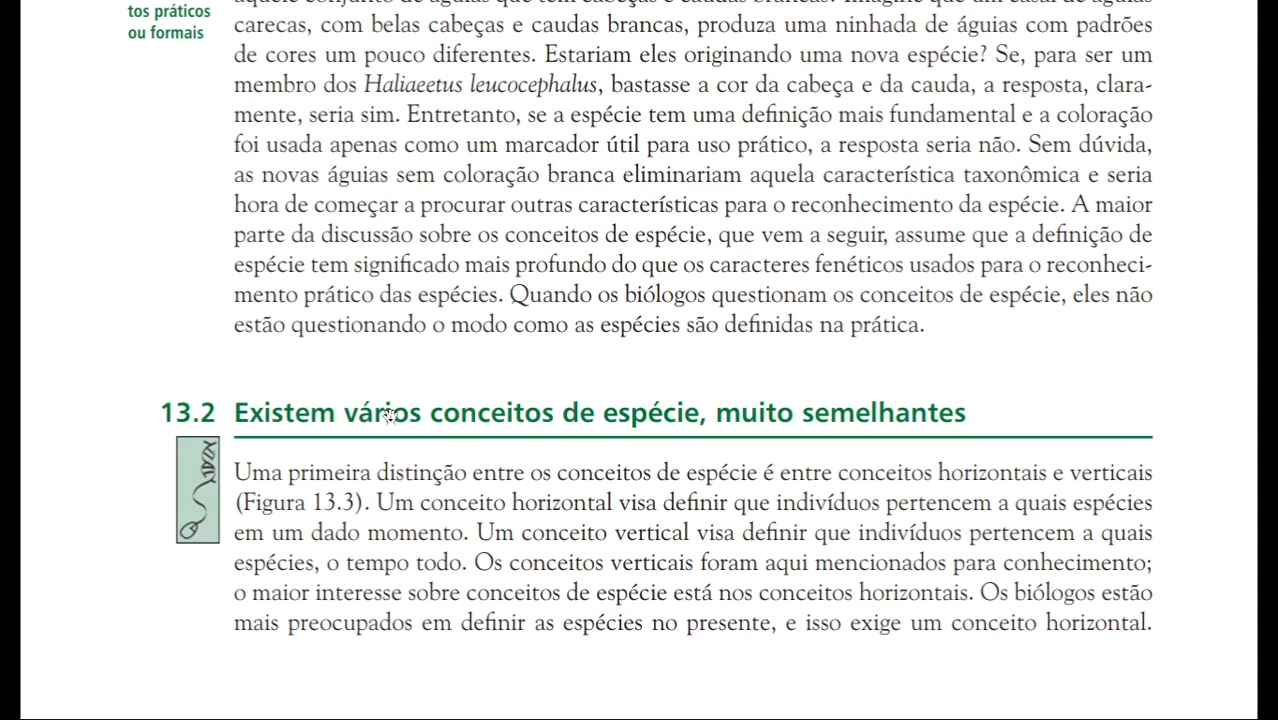 tos práticos
ou formais
carecas, com belas cabeças e caudas brancas, produza uma ninhada de águias com padrões
de cores um pouco diferentes. Estariam eles originando uma nova espécie? Se, para ser um
membro dos Haliaeetus leucocephalus, bastasse a cor da cabeça e da cauda, a resposta, clara-
mente, seria sim. Entretanto, se a espécie tem uma definição mais fundamental e a coloração
foi usada apenas como um marcador útil para uso prático, a resposta seria não. Sem dúvida,
as novas águias sem coloração branca eliminariam aquela característica taxonômica e seria
hora de começar a procurar outras características para o reconhecimento da espécie. A maior
parte da discussão sobre os conceitos de espécie, que vem a seguir, assume que a definição de
espécie tem significado mais profundo do que os caracteres fenéticos usados para o reconheci-
mento prático das espécies. Quando os biólogos questionam os conceitos de espécie, eles não
estão questionando o modo como as espécies são definidas na prática.
13.2 Existem vários conceitos de espécie, muito semelhantes
Uma primeira distinção entre os conceitos de espécie é entre conceitos horizontais e verticais
(Figura 13.3). Um conceito horizontal visa definir que indivíduos pertencem a quais espécies
em um dado momento. Um conceito vertical visa definir que indivíduos pertencem a quais
espécies, o tempo todo. Os conceitos verticais foram aqui mencionados para conhecimento;
o maior interesse sobre conceitos de espécie está nos conceitos horizontais. Os biólogos estão
mais preocupados em definir as espécies no presente, e isso exige um conceito horizontal.